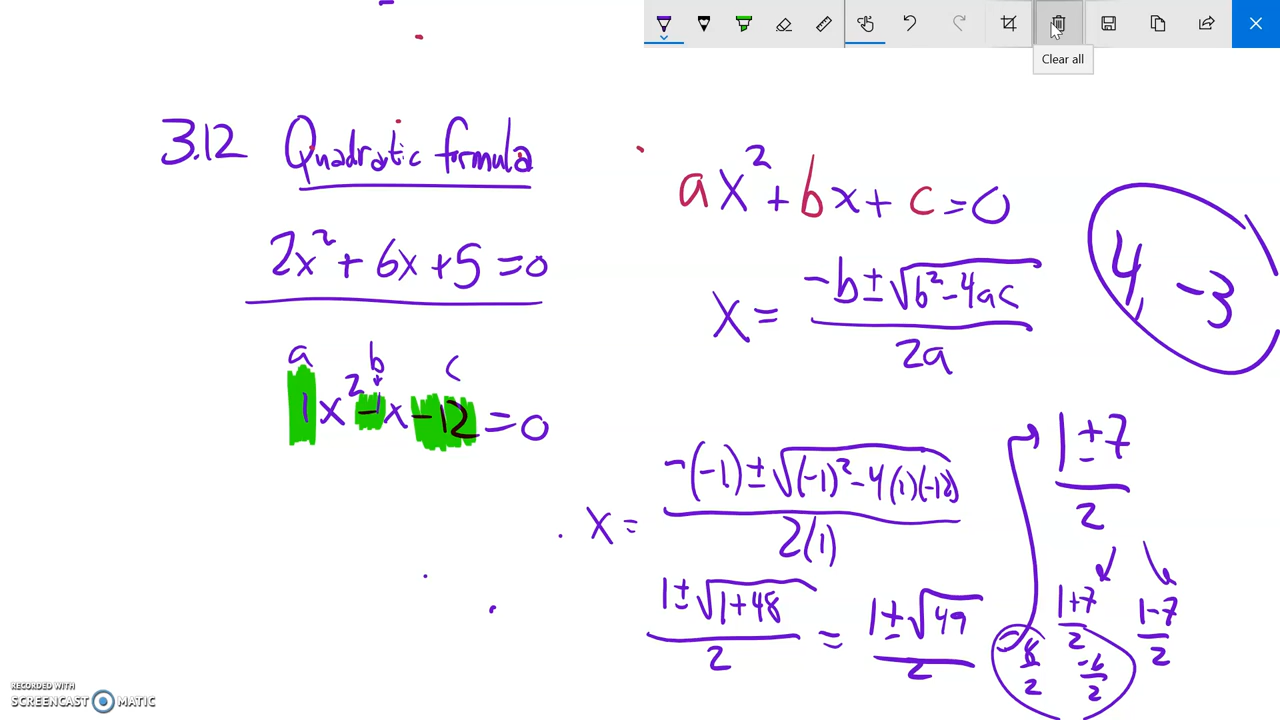 Clear all
3.12 Quadratic formula
2x² + 6x + 5 = 0
a b c
1x² -1x -12 = 0
ax² + bx + c = 0
x = (-b ± √(b² - 4ac)) / 2a
4, -3
x = (-(-1) ± √((-1)² - 4(1)(-12))) / 2(1)
(1 ± √(1+48)) / 2 = (1 ± √49) / 2
(1 ± 7) / 2
(1+7) / 2 (1-7) / 2
8/2 -6/2
RECORDED WITH
SCREENCAST MATIC